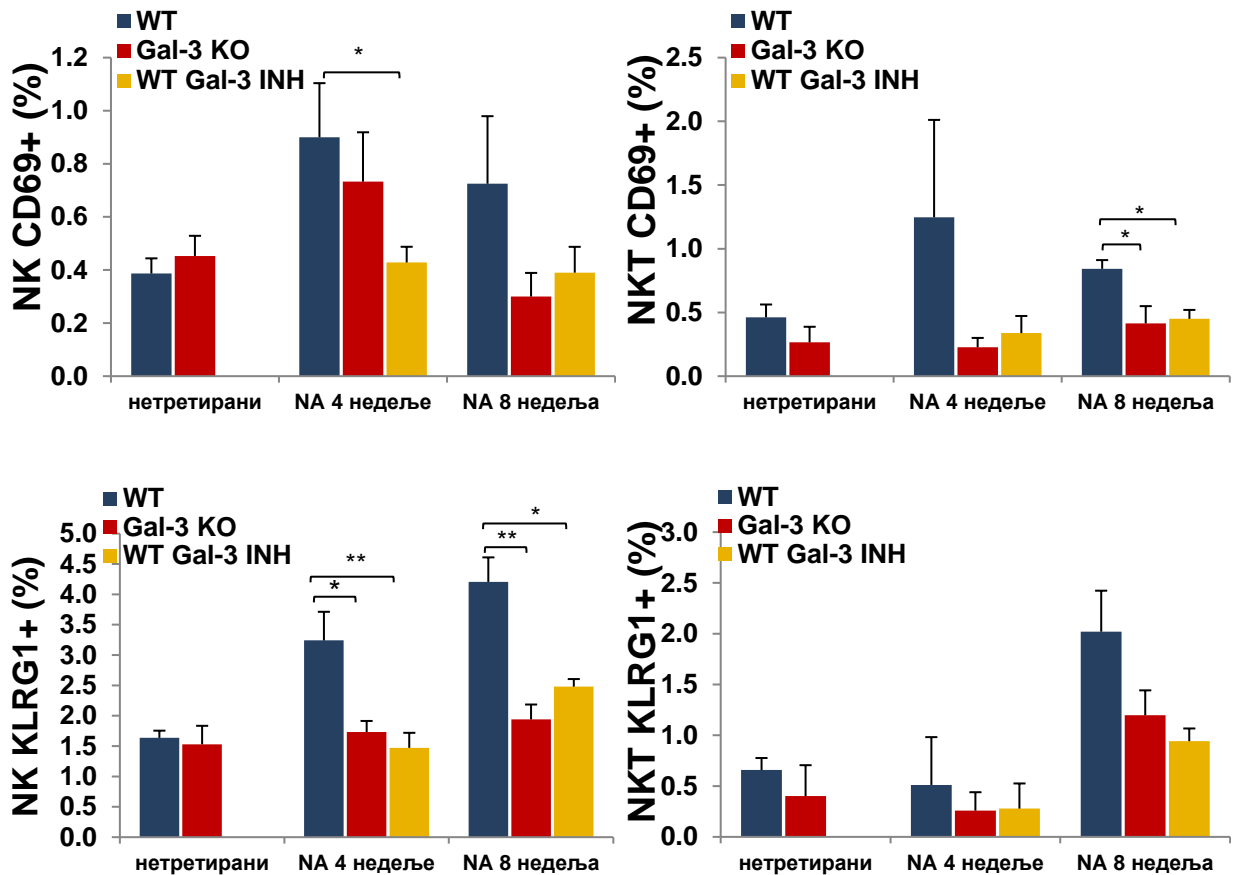 WT
Gal-3 KO
WT Gal-3 INH
NK CD69+ (%)
1.2
1.0
0.8
0.6
0.4
0.2
0.0
*
нетретирани
NA 4 недеље
NA 8 недеља
WT
Gal-3 KO
WT Gal-3 INH
NKT CD69+ (%)
2.5
2.0
1.5
1.0
0.5
0.0
*
*
нетретирани
NA 4 недеље
NA 8 недеља
WT
Gal-3 KO
WT Gal-3 INH
NK KLRG1+ (%)
5.0
4.5
4.0
3.5
3.0
2.5
2.0
1.5
1.0
0.5
0.0
**
*
*
**
нетретирани
NA 4 недеље
NA 8 недеља
WT
Gal-3 KO
WT Gal-3 INH
NKT KLRG1+ (%)
3.0
2.5
2.0
1.5
1.0
0.5
0.0
нетретирани
NA 4 недеље
NA 8 недеља